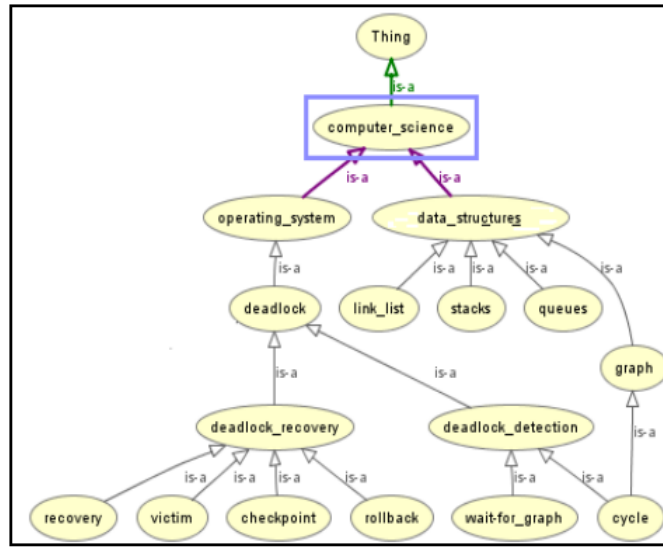 Thing
is-a
computer_science
is-a is-a
operating_system data_structures
is-a is-a is-a is-a is-a
deadlock link_list stacks queues
is-a is-a graph
deadlock_recovery deadlock_detection is-a
is-a is-a is-a is-a is-a is-a
recovery victim checkpoint rollback wait-for_graph cycle